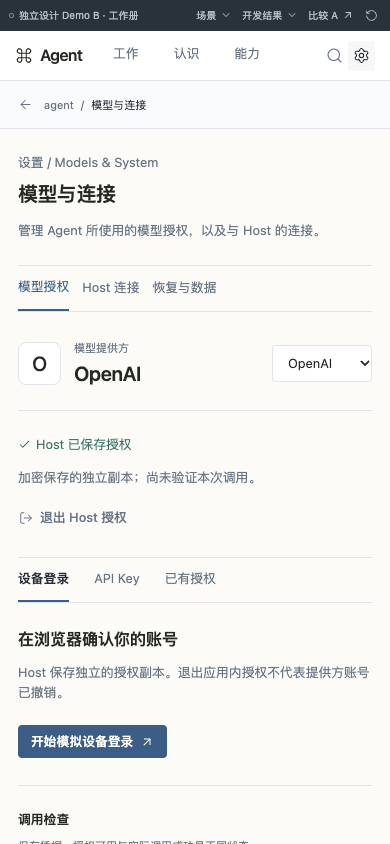 独立设计 Demo B · 工作册 场景 开发结果 比较 A
Agent 工作 认识 能力
agent / 模型与连接
设置 / Models & System
模型与连接
管理 Agent 所使用的模型授权，以及与 Host 的连接。
模型授权 Host 连接 恢复与数据
模型提供方
O OpenAI OpenAI
Host 已保存授权
加密保存的独立副本；尚未验证本次调用。
退出 Host 授权
设备登录 API Key 已有授权
在浏览器确认你的账号
Host 保存独立的授权副本。退出应用内授权不代表提供方账号
已撤销。
开始模拟设备登录
调用检查